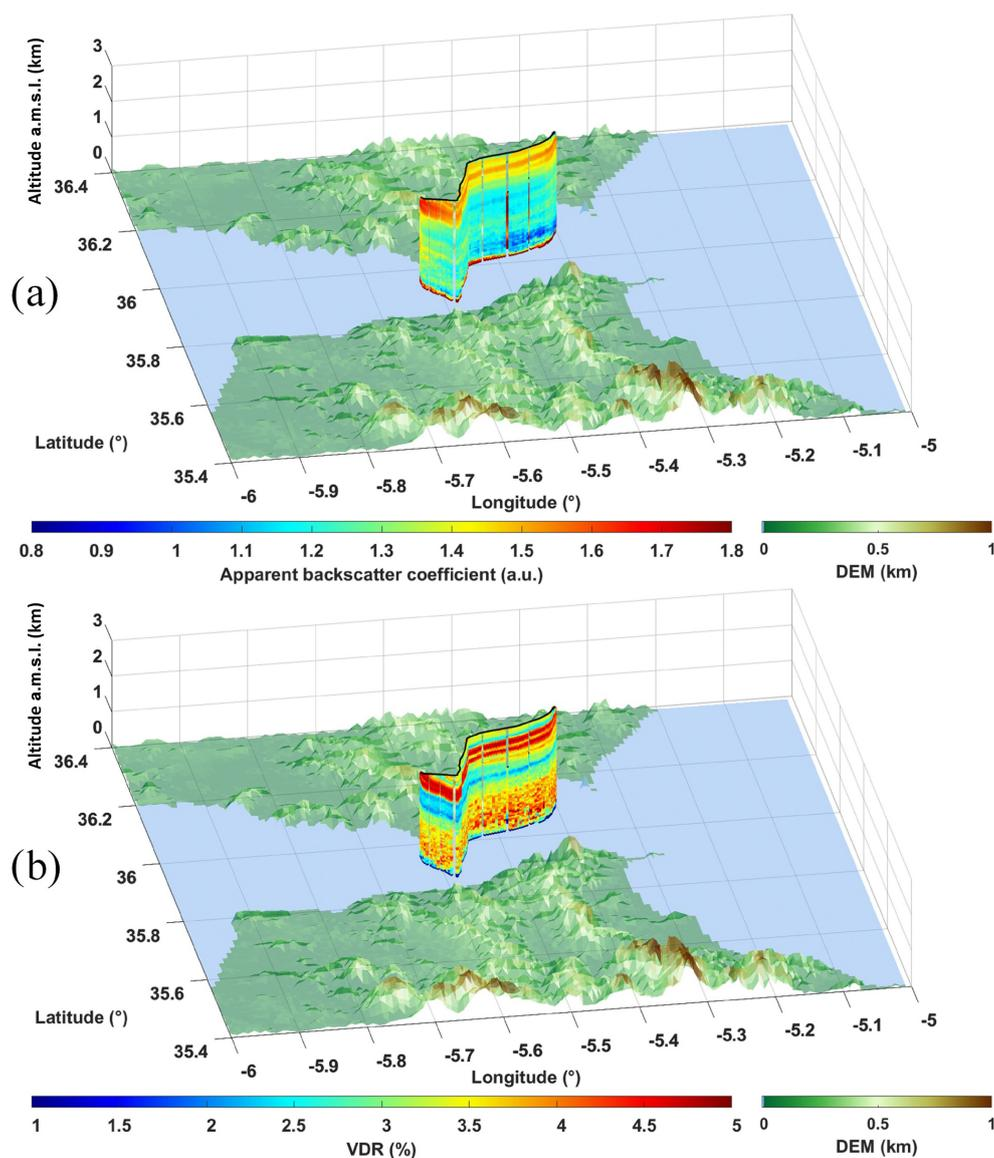 Altitude a.m.s.l. (km)
3
2
1
0
36.4
36.2
36
35.8
35.6
35.4
Latitude (°)
(a)
-6
-5.9
-5.8
-5.7
-5.6
-5.5
-5.4
-5.3
-5.2
-5.1
-5
Longitude (°)
0.8 0.9 1 1.1 1.2 1.3 1.4 1.5 1.6 1.7 1.8
Apparent backscatter coefficient (a.u.)
0 0.5 1
DEM (km)
Altitude a.m.s.l. (km)
3
2
1
0
36.4
36.2
36
35.8
35.6
35.4
Latitude (°)
(b)
-6
-5.9
-5.8
-5.7
-5.6
-5.5
-5.4
-5.3
-5.2
-5.1
-5
Longitude (°)
1 1.5 2 2.5 3 3.5 4 4.5 5
VDR (%)
0 0.5 1
DEM (km)